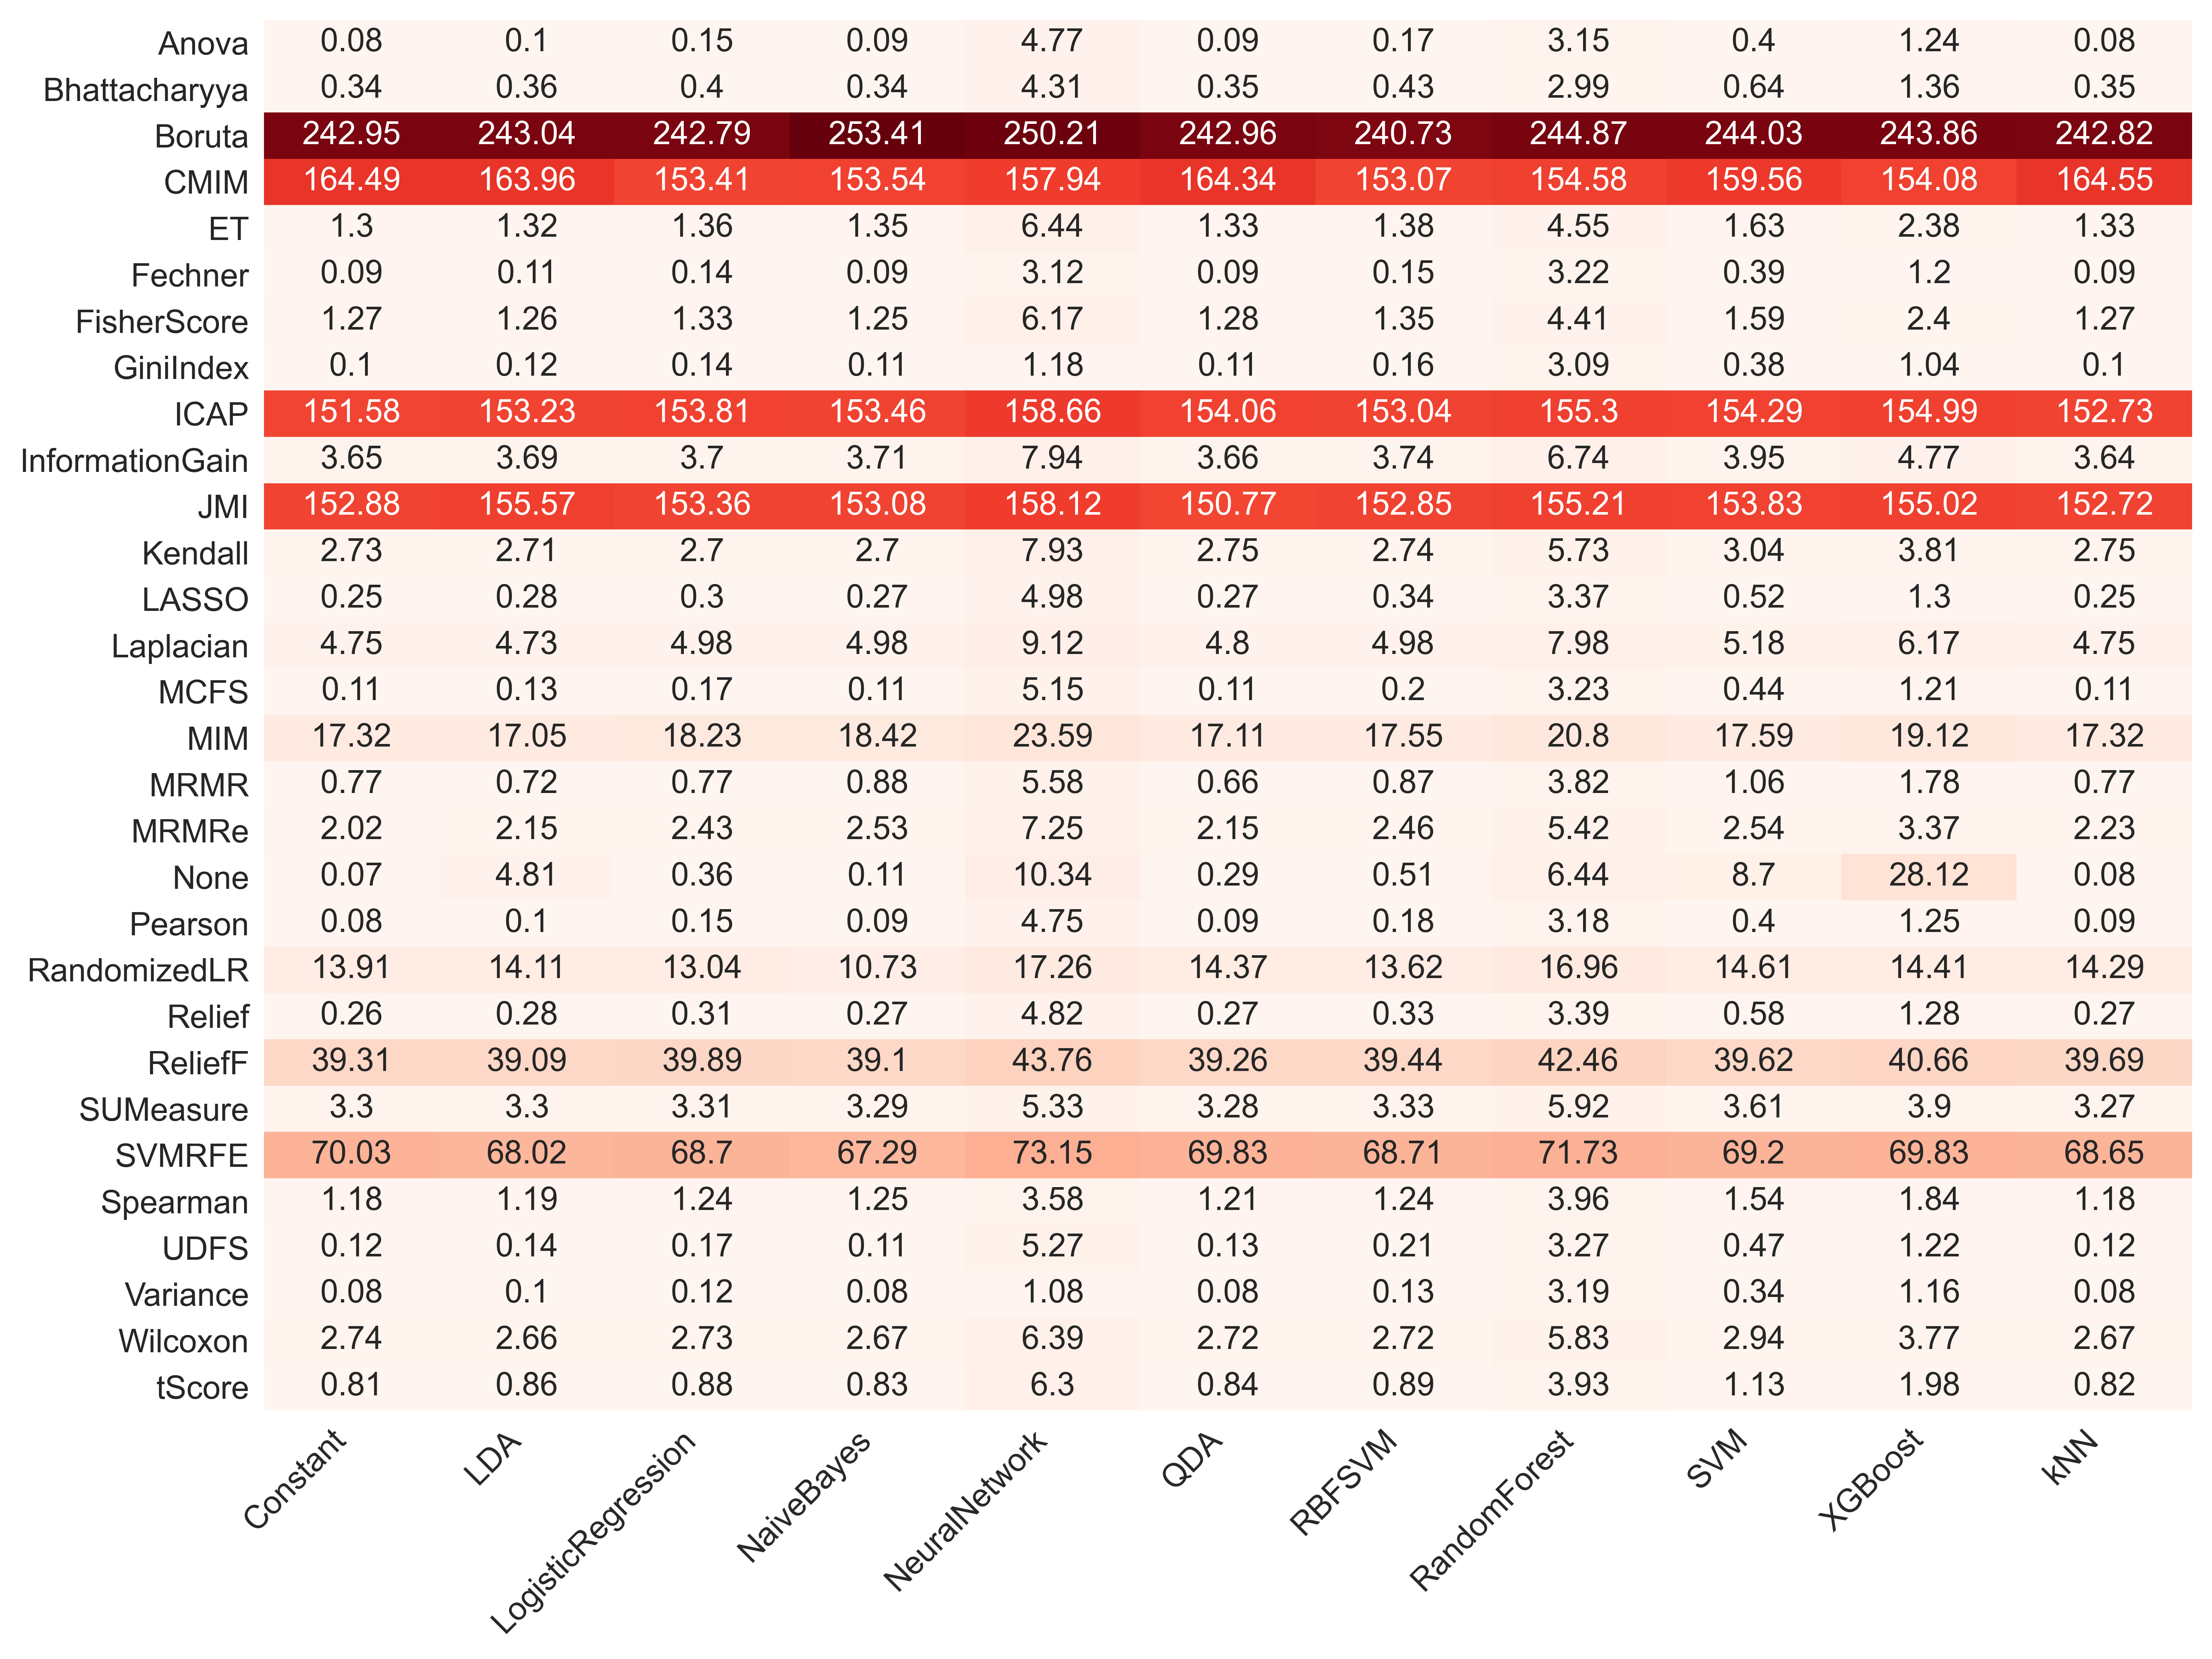 Anova 0.08 0.1 0.15 0.09 4.77 0.09 0.17 3.15 0.4 1.24 0.08
Bhattacharyya 0.34 0.36 0.4 0.34 4.31 0.35 0.43 2.99 0.64 1.36 0.35
Boruta 242.95 243.04 242.79 253.41 250.21 242.96 240.73 244.87 244.03 243.86 242.82
CMIM 164.49 163.96 153.41 153.54 157.94 164.34 153.07 154.58 159.56 154.08 164.55
ET 1.3 1.32 1.36 1.35 6.44 1.33 1.38 4.55 1.63 2.38 1.33
Fechner 0.09 0.11 0.14 0.09 3.12 0.09 0.15 3.22 0.39 1.2 0.09
FisherScore 1.27 1.26 1.33 1.25 6.17 1.28 1.35 4.41 1.59 2.4 1.27
GiniIndex 0.1 0.12 0.14 0.11 1.18 0.11 0.16 3.09 0.38 1.04 0.1
ICAP 151.58 153.23 153.81 153.46 158.66 154.06 153.04 155.3 154.29 154.99 152.73
InformationGain 3.65 3.69 3.7 3.71 7.94 3.66 3.74 6.74 3.95 4.77 3.64
JMI 152.88 155.57 153.36 153.08 158.12 150.77 152.85 155.21 153.83 155.02 152.72
Kendall 2.73 2.71 2.7 2.7 7.93 2.75 2.74 5.73 3.04 3.81 2.75
LASSO 0.25 0.28 0.3 0.27 4.98 0.27 0.34 3.37 0.52 1.3 0.25
Laplacian 4.75 4.73 4.98 4.98 9.12 4.8 4.98 7.98 5.18 6.17 4.75
MCFS 0.11 0.13 0.17 0.11 5.15 0.11 0.2 3.23 0.44 1.21 0.11
MIM 17.32 17.05 18.23 18.42 23.59 17.11 17.55 20.8 17.59 19.12 17.32
MRMR 0.77 0.72 0.77 0.88 5.58 0.66 0.87 3.82 1.06 1.78 0.77
MRMRe 2.02 2.15 2.43 2.53 7.25 2.15 2.46 5.42 2.54 3.37 2.23
None 0.07 4.81 0.36 0.11 10.34 0.29 0.51 6.44 8.7 28.12 0.08
Pearson 0.08 0.1 0.15 0.09 4.75 0.09 0.18 3.18 0.4 1.25 0.09
RandomizedLR 13.91 14.11 13.04 10.73 17.26 14.37 13.62 16.96 14.61 14.41 14.29
Relief 0.26 0.28 0.31 0.27 4.82 0.27 0.33 3.39 0.58 1.28 0.27
ReliefF 39.31 39.09 39.89 39.1 43.76 39.26 39.44 42.46 39.62 40.66 39.69
SUMeasure 3.3 3.3 3.31 3.29 5.33 3.28 3.33 5.92 3.61 3.9 3.27
SVMRFE 70.03 68.02 68.7 67.29 73.15 69.83 68.71 71.73 69.2 69.83 68.65
Spearman 1.18 1.19 1.24 1.25 3.58 1.21 1.24 3.96 1.54 1.84 1.18
UDFS 0.12 0.14 0.17 0.11 5.27 0.13 0.21 3.27 0.47 1.22 0.12
Variance 0.08 0.1 0.12 0.08 1.08 0.08 0.13 3.19 0.34 1.16 0.08
Wilcoxon 2.74 2.66 2.73 2.67 6.39 2.72 2.72 5.83 2.94 3.77 2.67
tScore 0.81 0.86 0.88 0.83 6.3 0.84 0.89 3.93 1.13 1.98 0.82
Constant LDA LogisticRegression NaiveBayes NeuralNetwork QDA RBFSVM RandomForest SVM XGBoost kNN